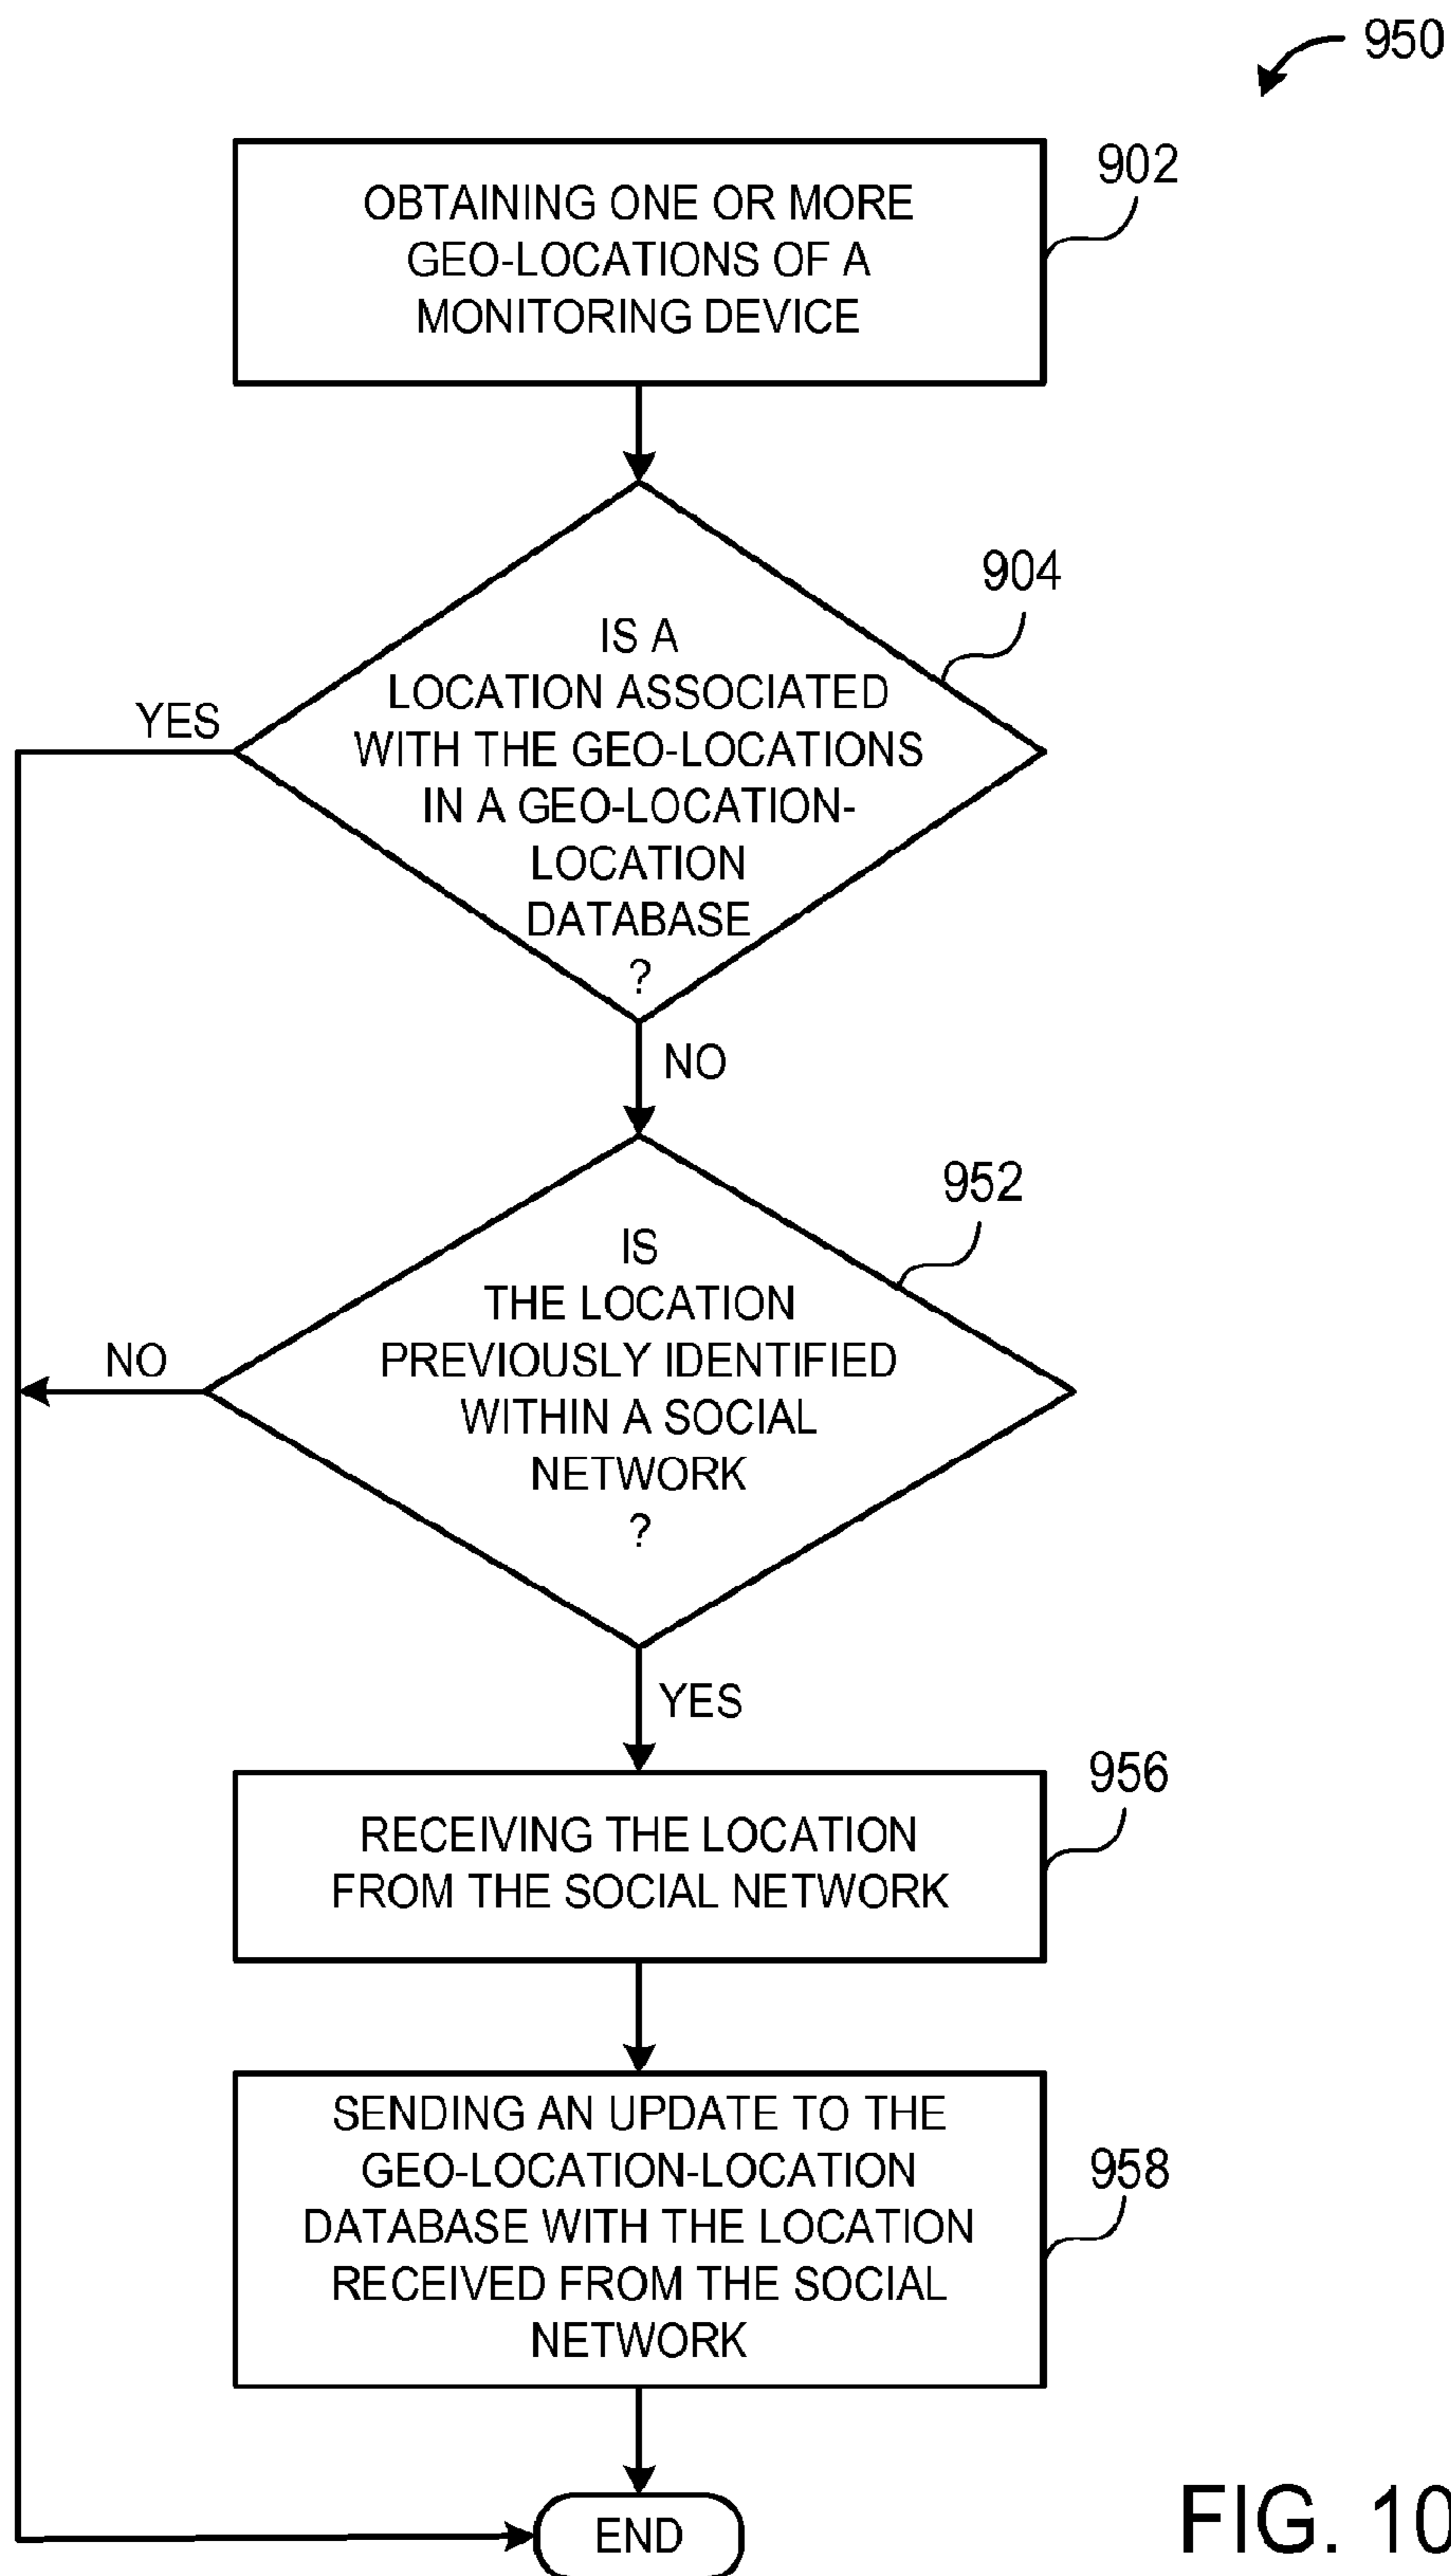 950
902
OBTAINING ONE OR MORE
GEO-LOCATIONS OF A
MONITORING DEVICE
904
IS A
LOCATION ASSOCIATED
WITH THE GEO-LOCATIONS
IN A GEO-LOCATION-
LOCATION
DATABASE
?
YES
NO
952
IS
THE LOCATION
PREVIOUSLY IDENTIFIED
WITHIN A SOCIAL
NETWORK
?
NO
YES
956
RECEIVING THE LOCATION
FROM THE SOCIAL NETWORK
958
SENDING AN UPDATE TO THE
GEO-LOCATION-LOCATION
DATABASE WITH THE LOCATION
RECEIVED FROM THE SOCIAL
NETWORK
END
FIG. 10